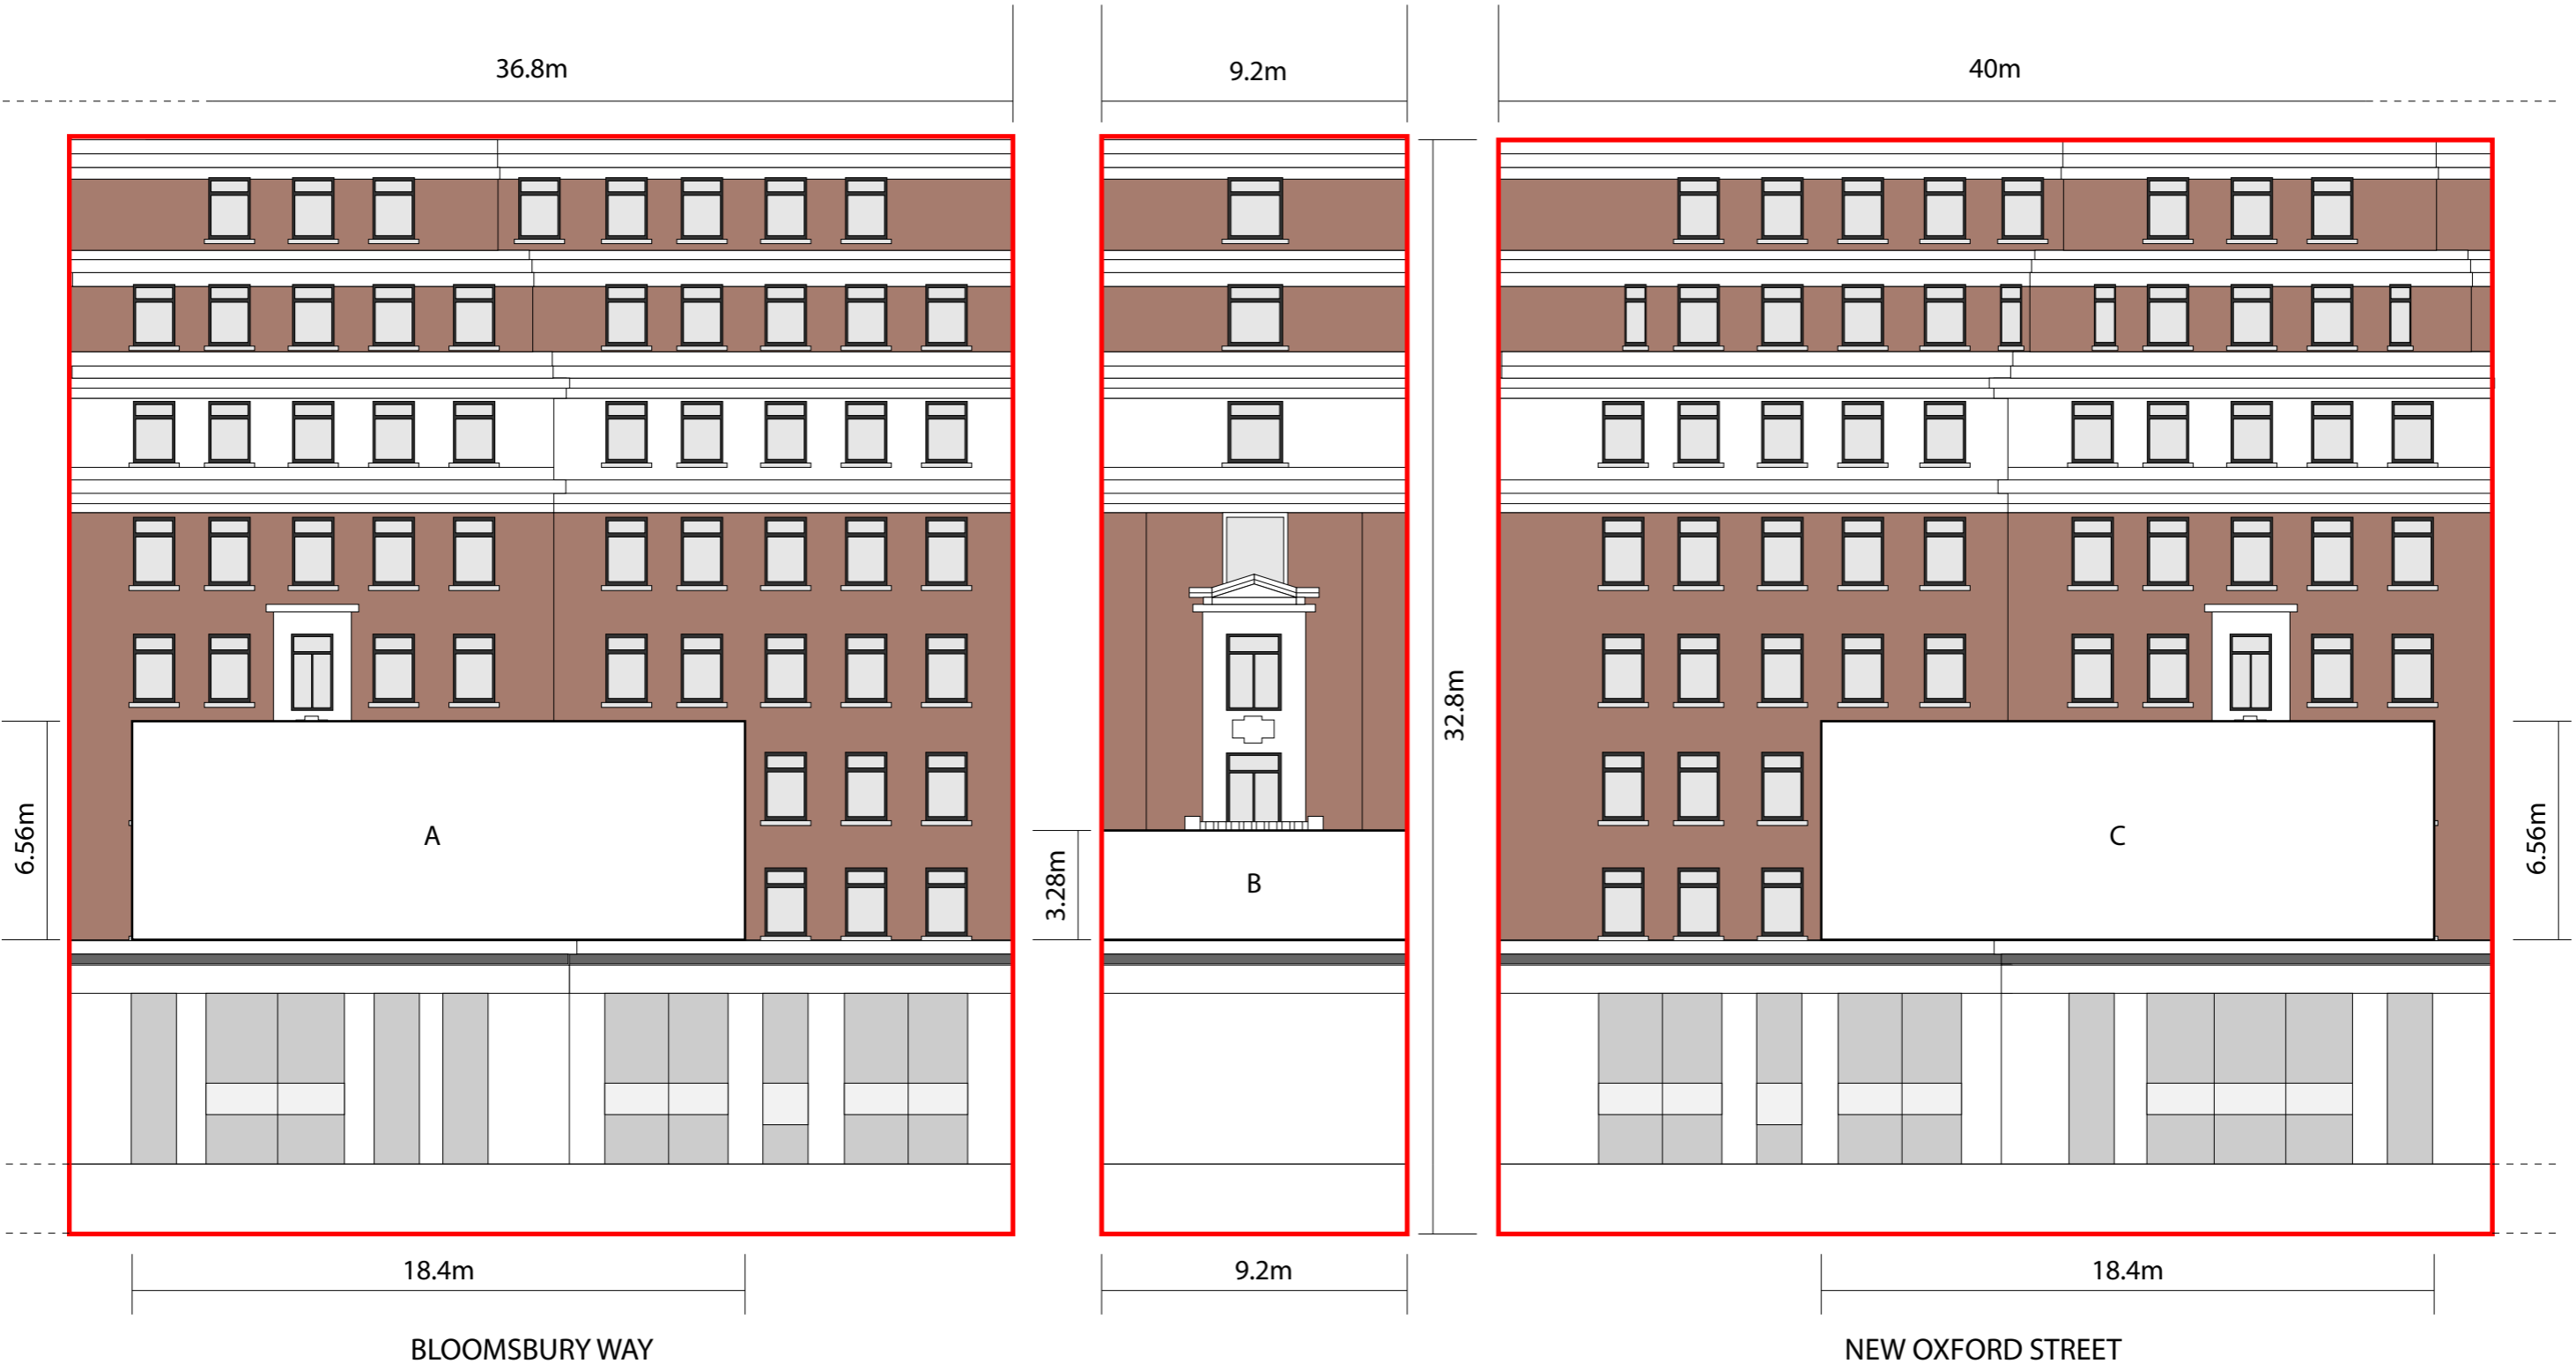 36.8m
9.2m
40m
32.8m
6.56m
A
3.28m
B
C
6.56m
18.4m
9.2m
18.4m
BLOOMSBURY WAY
NEW OXFORD STREET